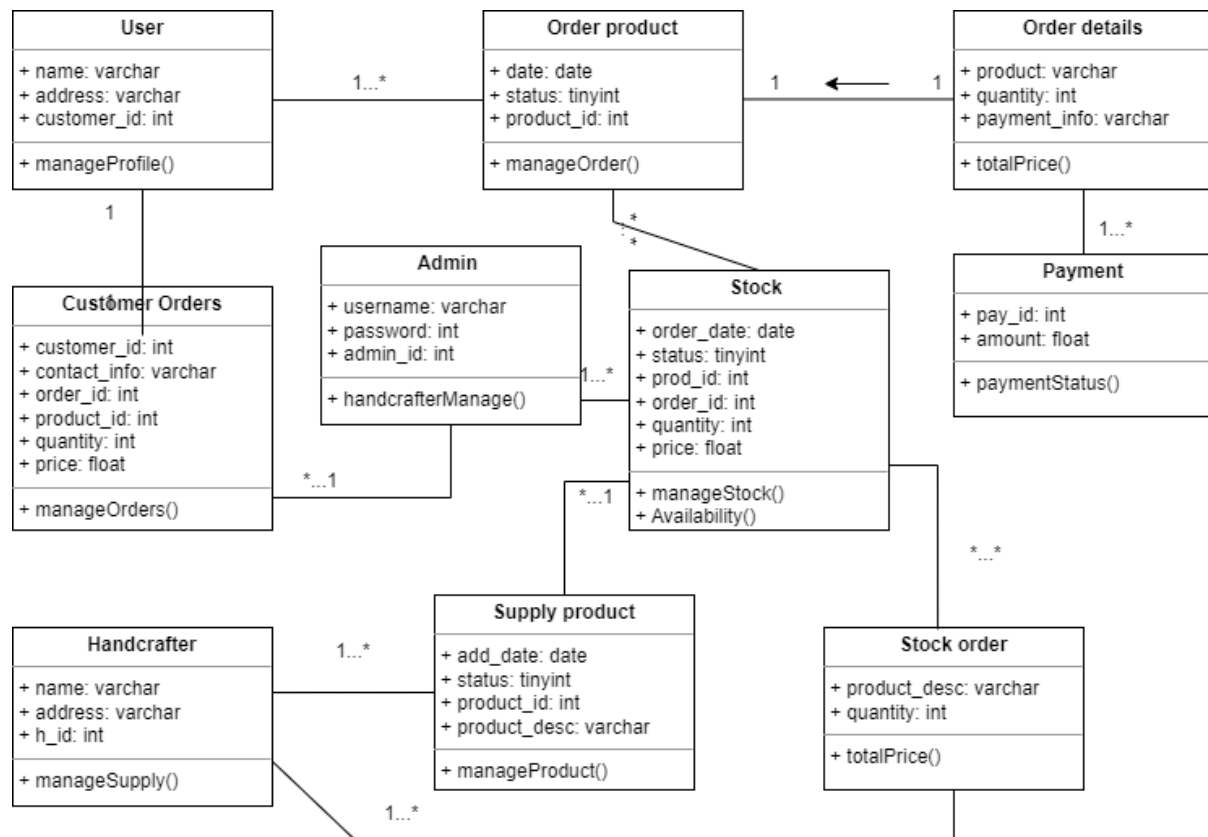 User
+ name: varchar
+ address: varchar
+ customer_id: int
+ manageProfile()
1...*
Order product
+ date: date
+ status: tinyint
+ product_id: int
+ manageOrder()
1
1
Order details
+ product: varchar
+ quantity: int
+ payment_info: varchar
+ totalPrice()
1
*...*
1...*
Customer Orders
1
+ customer_id: int
+ contact_info: varchar
+ order_id: int
+ product_id: int
+ quantity: int
+ price: float
+ manageOrders()
Admin
+ username: varchar
+ password: int
+ admin_id: int
+ handcrafterManage()
1...*
*...1
Stock
+ order_date: date
+ status: tinyint
+ prod_id: int
+ order_id: int
+ quantity: int
+ price: float
+ manageStock()
+ Availability()
Payment
+ pay_id: int
+ amount: float
+ paymentStatus()
*...1
*...*
Handcrafter
+ name: varchar
+ address: varchar
+ h_id: int
+ manageSupply()
1...*
Supply product
+ add_date: date
+ status: tinyint
+ product_id: int
+ product_desc: varchar
+ manageProduct()
Stock order
+ product_desc: varchar
+ quantity: int
+ totalPrice()
1...*